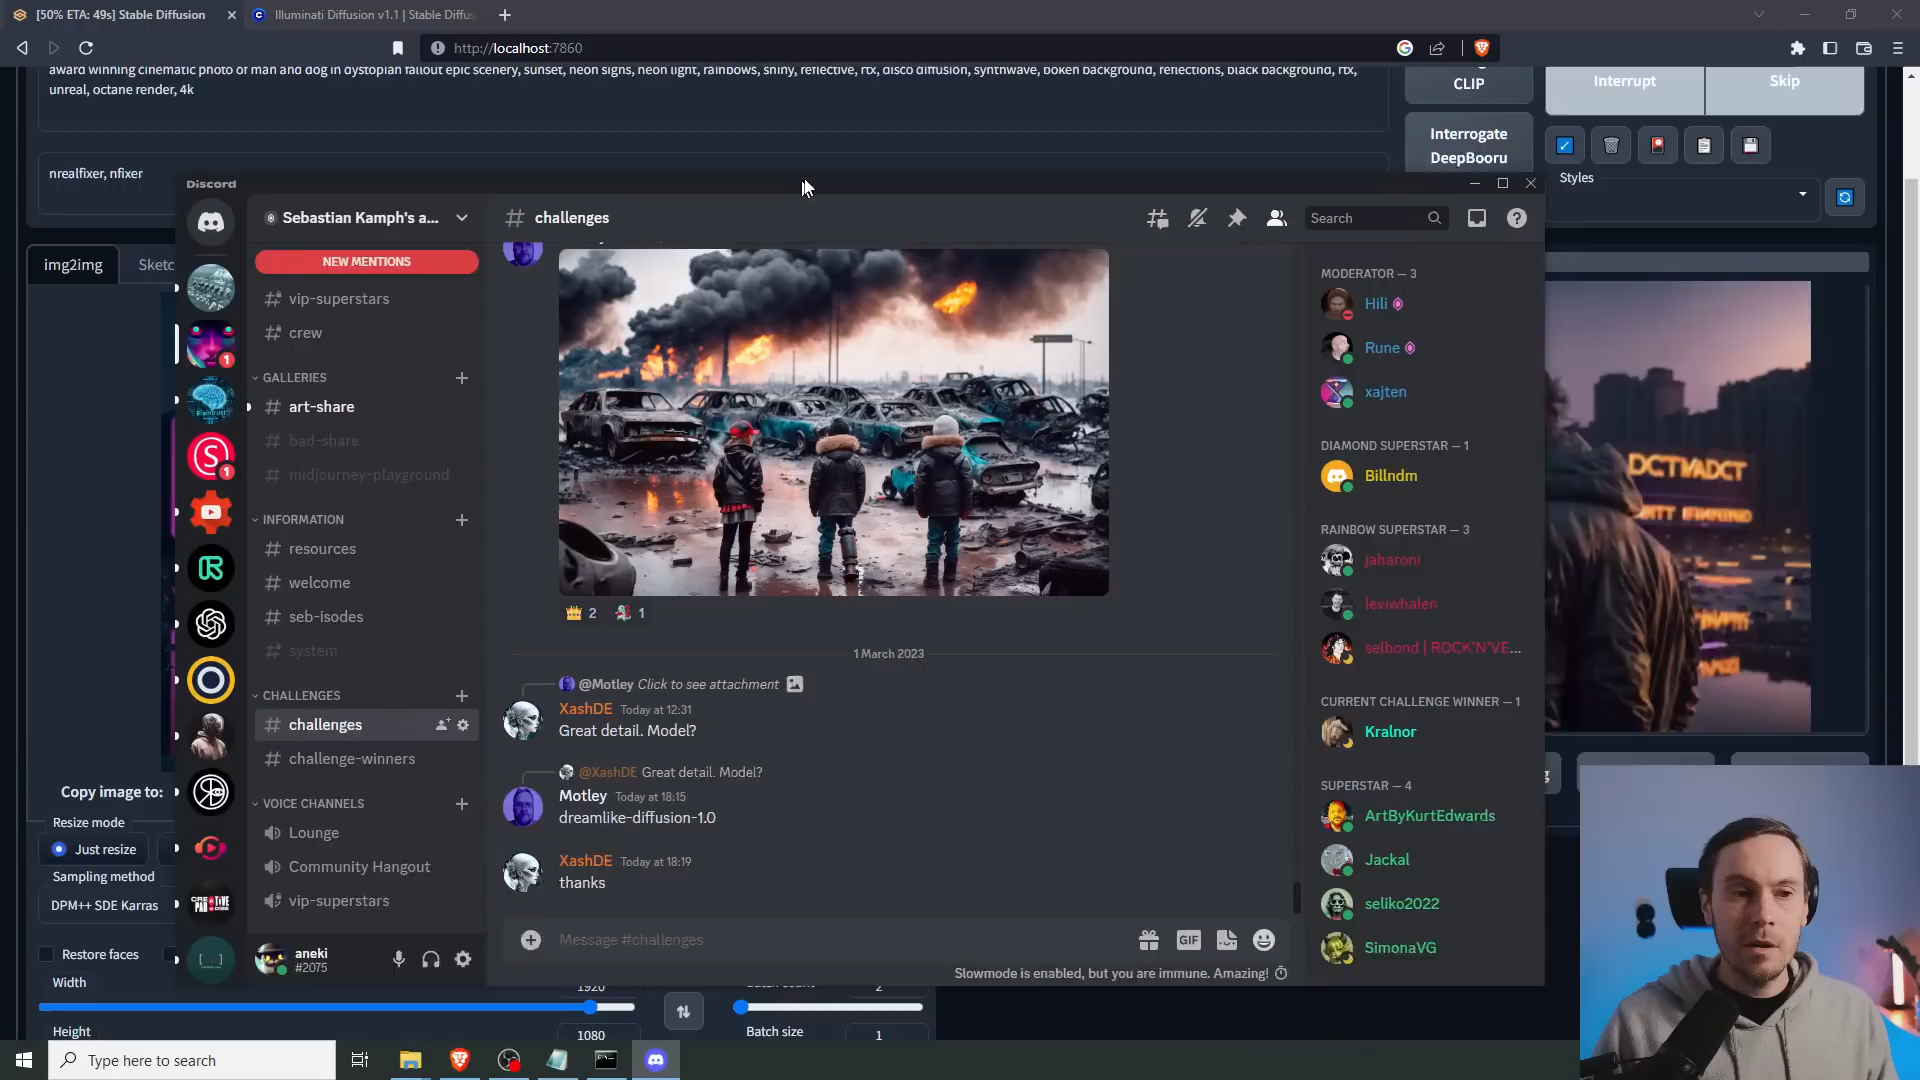 [50% ETA: 49s] Stable Diffusion
Illuminati Diffusion v1.1 | Stable Diffus
http://localhost:7860
award winning cinematic photo of man and dog in dystopian fallout epic scenery, sunset, neon signs, neon light, rainbows, shiny, reflective, rtx, disco diffusion, synthwave, boken background, reflections, black background, rtx,
unreal, octane render, 4k
CLIP
Interrupt
Skip
Interrogate
DeepBooru
nrealfixer, nfixer
Styles
img2img
Sketc
Discord
Sebastian Kamph's a...
challenges
Search
NEW MENTIONS
vip-superstars
crew
GALLERIES
art-share
bad-share
midjourney-playground
INFORMATION
resources
welcome
seb-isodes
system
CHALLENGES
challenges
challenge-winners
VOICE CHANNELS
Lounge
Community Hangout
vip-superstars
aneki
#2075
1
1
Braintrust
2
1
1 March 2023
@Motley Click to see attachment
XashDE Today at 12:31
Great detail. Model?
@XashDE Great detail. Model?
Motley Today at 18:15
dreamlike-diffusion-1.0
XashDE Today at 18:19
thanks
Message #challenges
GIF
Slowmode is enabled, but you are immune. Amazing!
MODERATOR — 3
Hili
Rune
xajten
DIAMOND SUPERSTAR — 1
Billndm
RAINBOW SUPERSTAR — 3
jaharoni
leviwhalen
selbond | ROCK'N'VE...
CURRENT CHALLENGE WINNER — 1
Kralnor
SUPERSTAR — 4
ArtByKurtEdwards
Jackal
seliko2022
SimonaVG
Copy image to:
Resize mode
Just resize
Sampling method
DPM++ SDE Karras
Restore faces
Width
1920
Batch count
2
Height
1080
Batch size
1
Type here to search